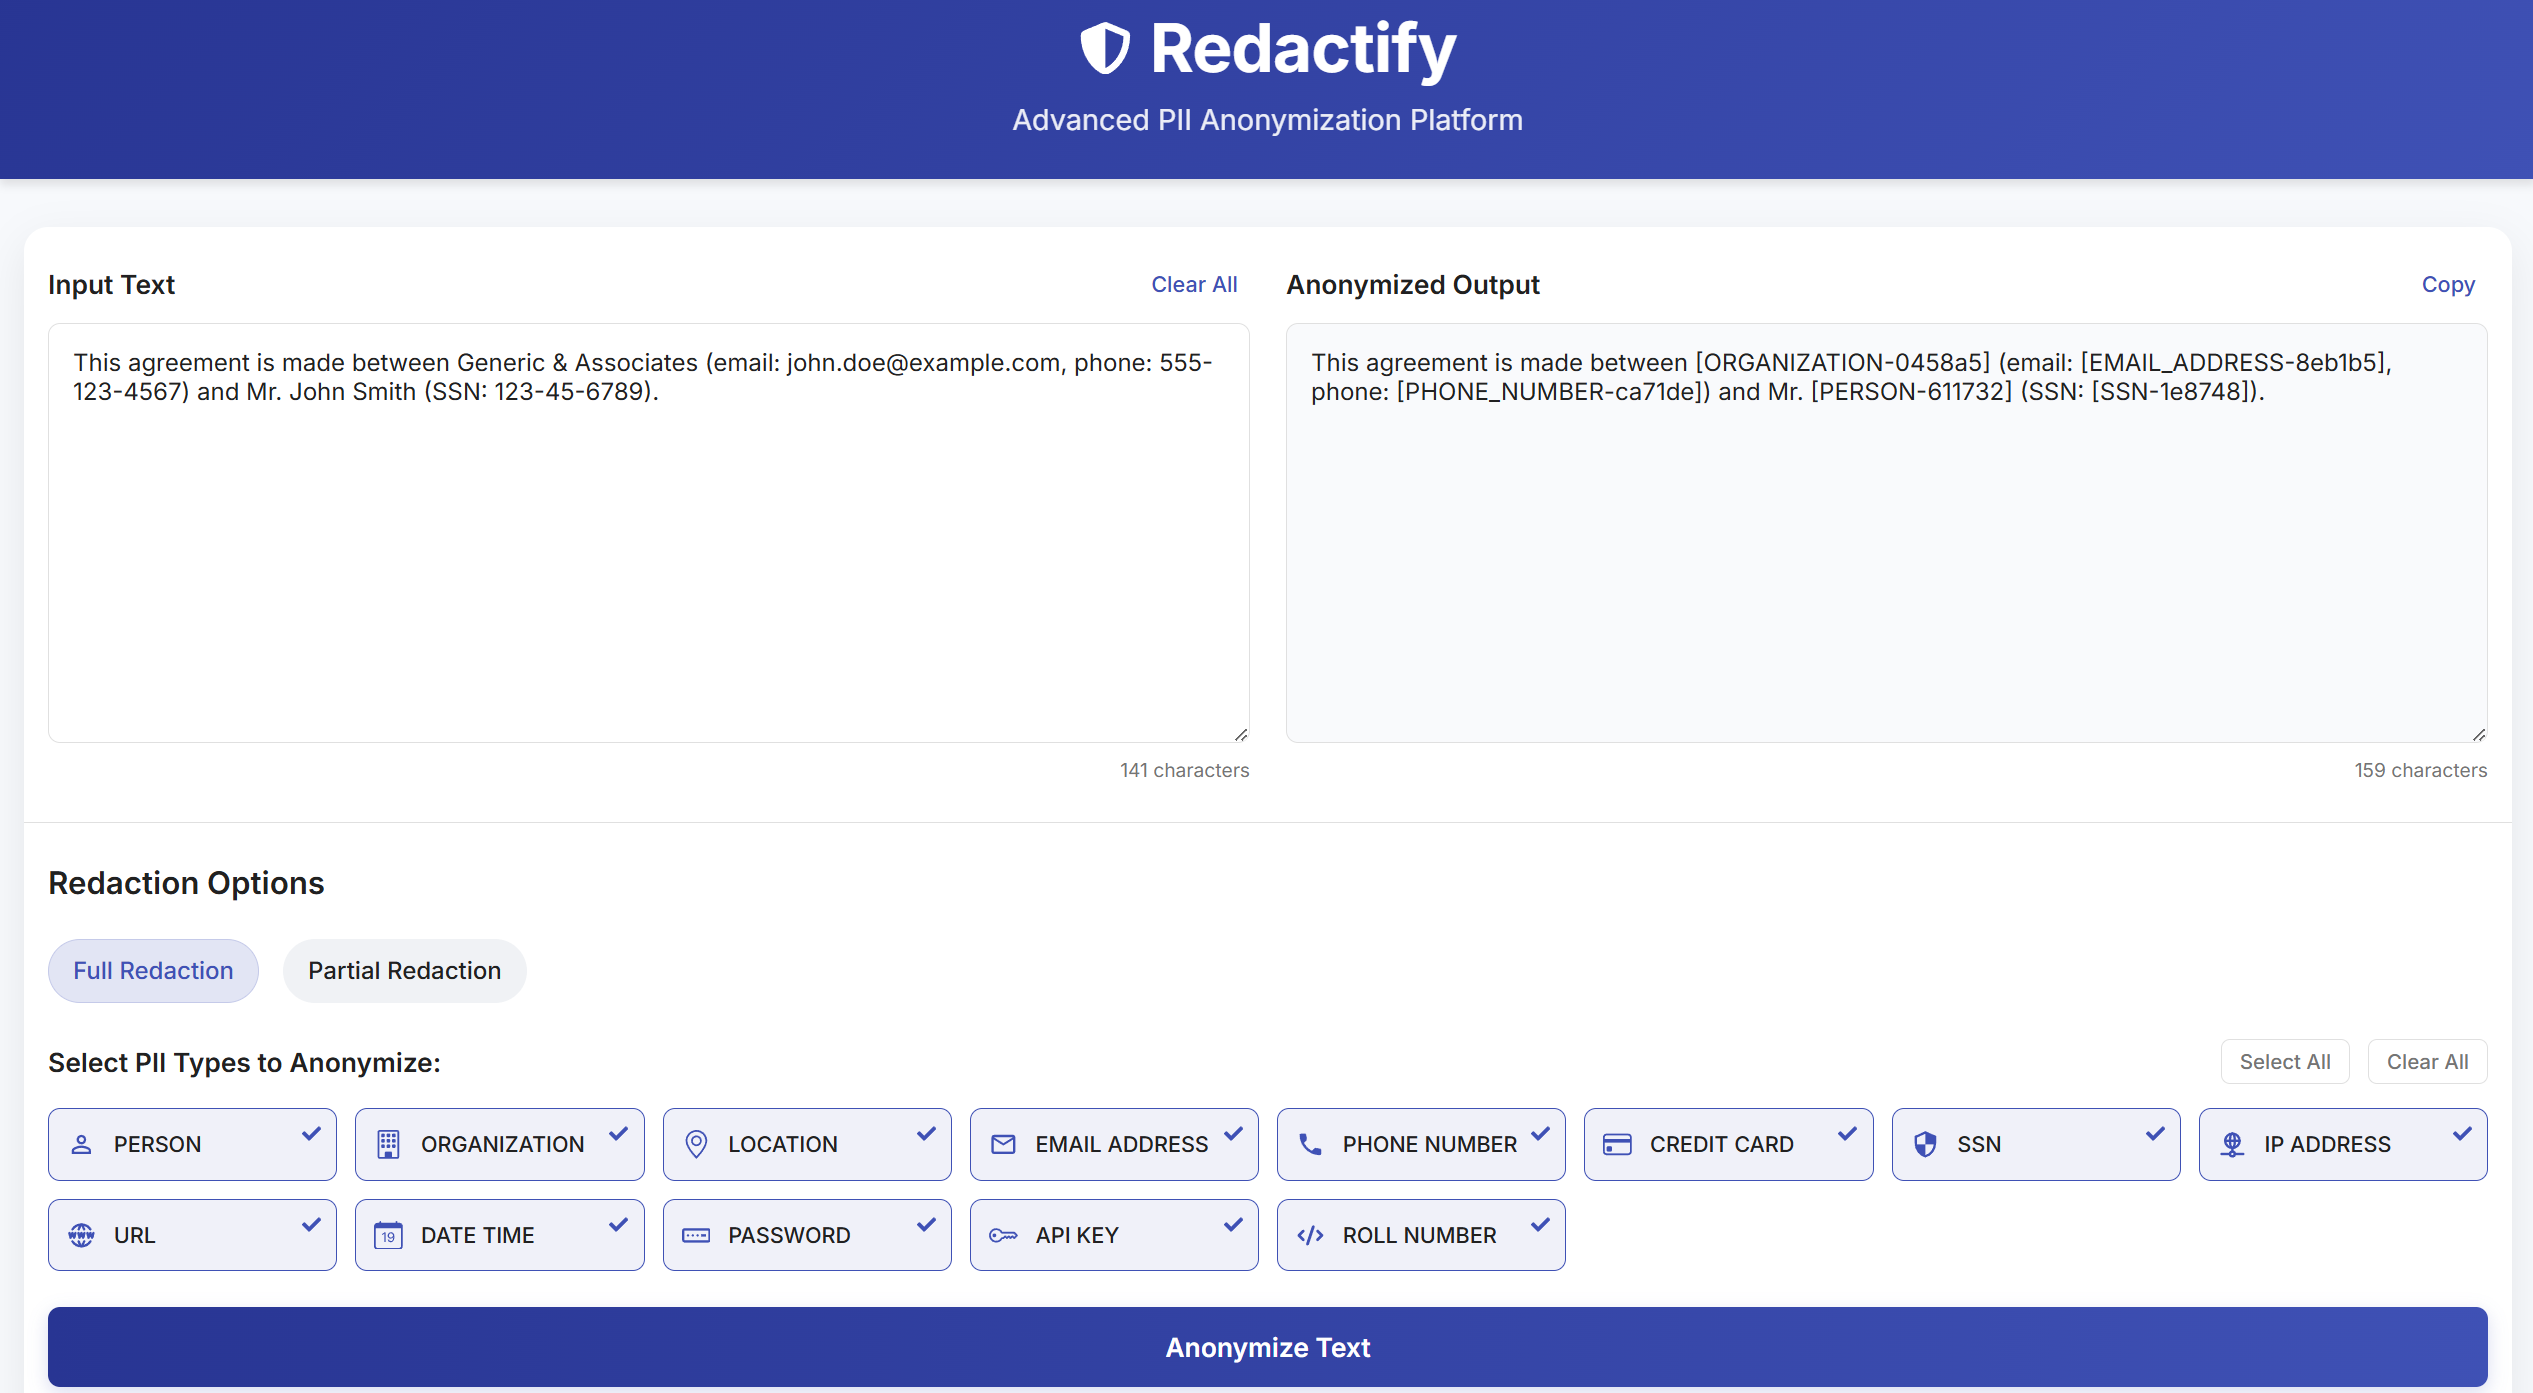 Redactify
Advanced PII Anonymization Platform
Input Text
Clear All
This agreement is made between Generic & Associates (email: john.doe@example.com, phone: 555-
123-4567) and Mr. John Smith (SSN: 123-45-6789).
141 characters
Anonymized Output
Copy
This agreement is made between [ORGANIZATION-0458a5] (email: [EMAIL_ADDRESS-8eb1b5],
phone: [PHONE_NUMBER-ca71de]) and Mr. [PERSON-611732] (SSN: [SSN-1e8748]).
159 characters
Redaction Options
Full Redaction
Partial Redaction
Select PII Types to Anonymize:
Select All
Clear All
PERSON
ORGANIZATION
LOCATION
EMAIL ADDRESS
PHONE NUMBER
CREDIT CARD
SSN
IP ADDRESS
WWW
URL
19
DATE TIME
PASSWORD
API KEY
</>
ROLL NUMBER
Anonymize Text